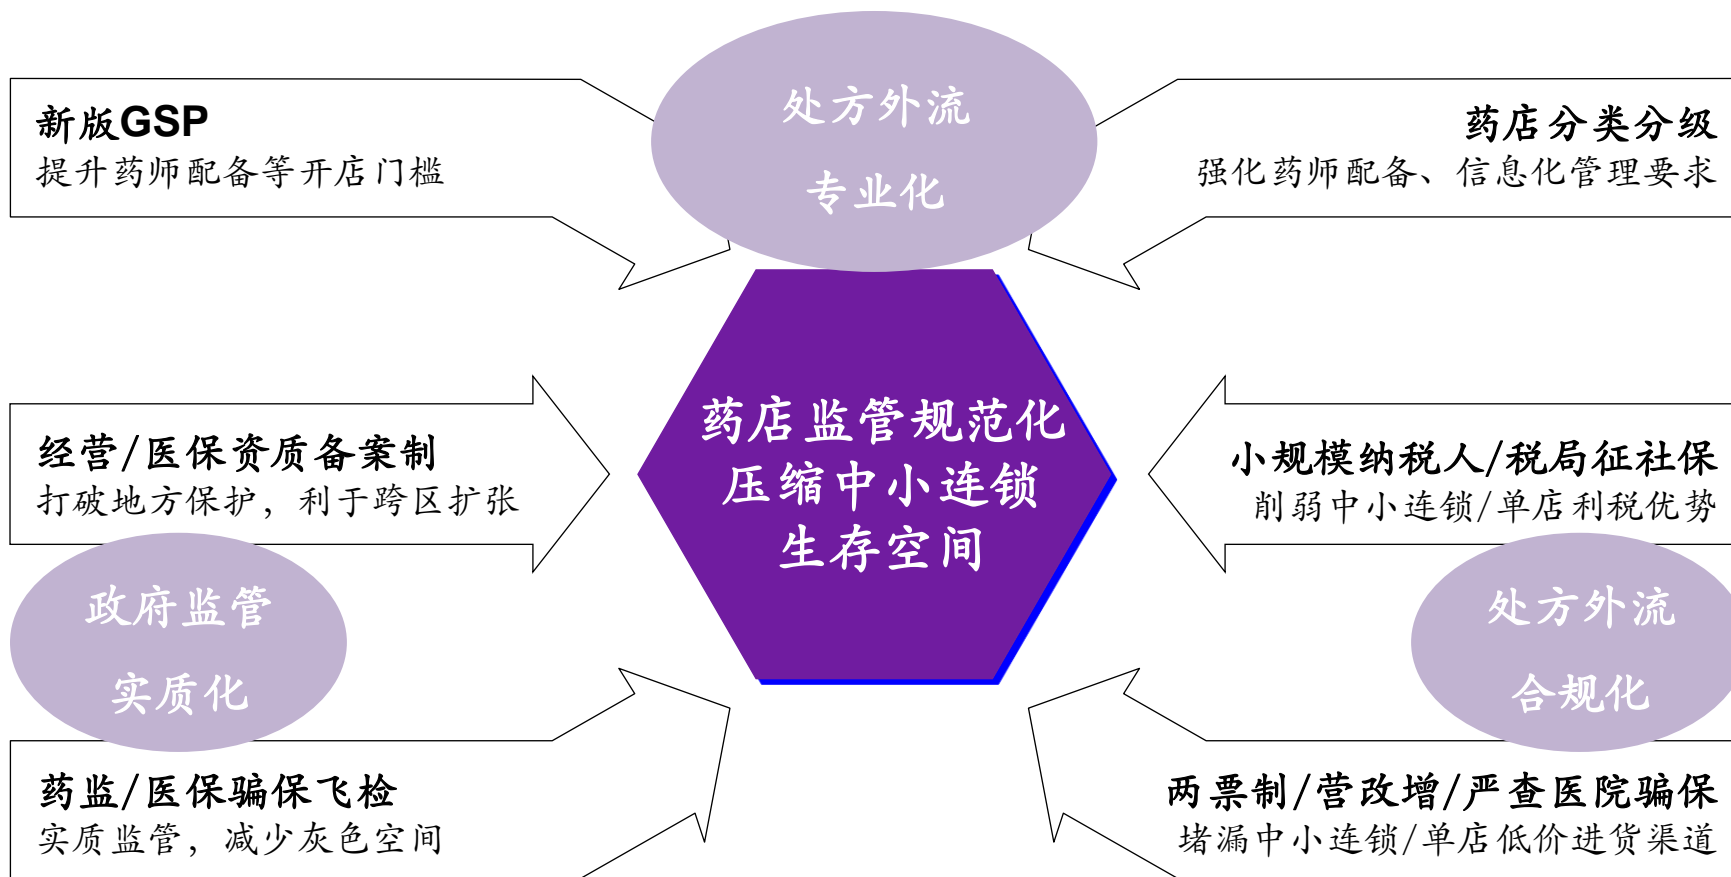 处方外流
专业化
新版GSP
提升药师配备等开店门槛
药店分类分级
强化药师配备、信息化管理要求
药店监管规范化
压缩中小连锁
生存空间
经营/医保资质备案制
打破地方保护，利于跨区扩张
小规模纳税人/税局征社保
削弱中小连锁/单店利税优势
政府监管
实质化
处方外流
合规化
药监/医保骗保飞检
实质监管，减少灰色空间
两票制/营改增/严查医院骗保
堵漏中小连锁/单店低价进货渠道